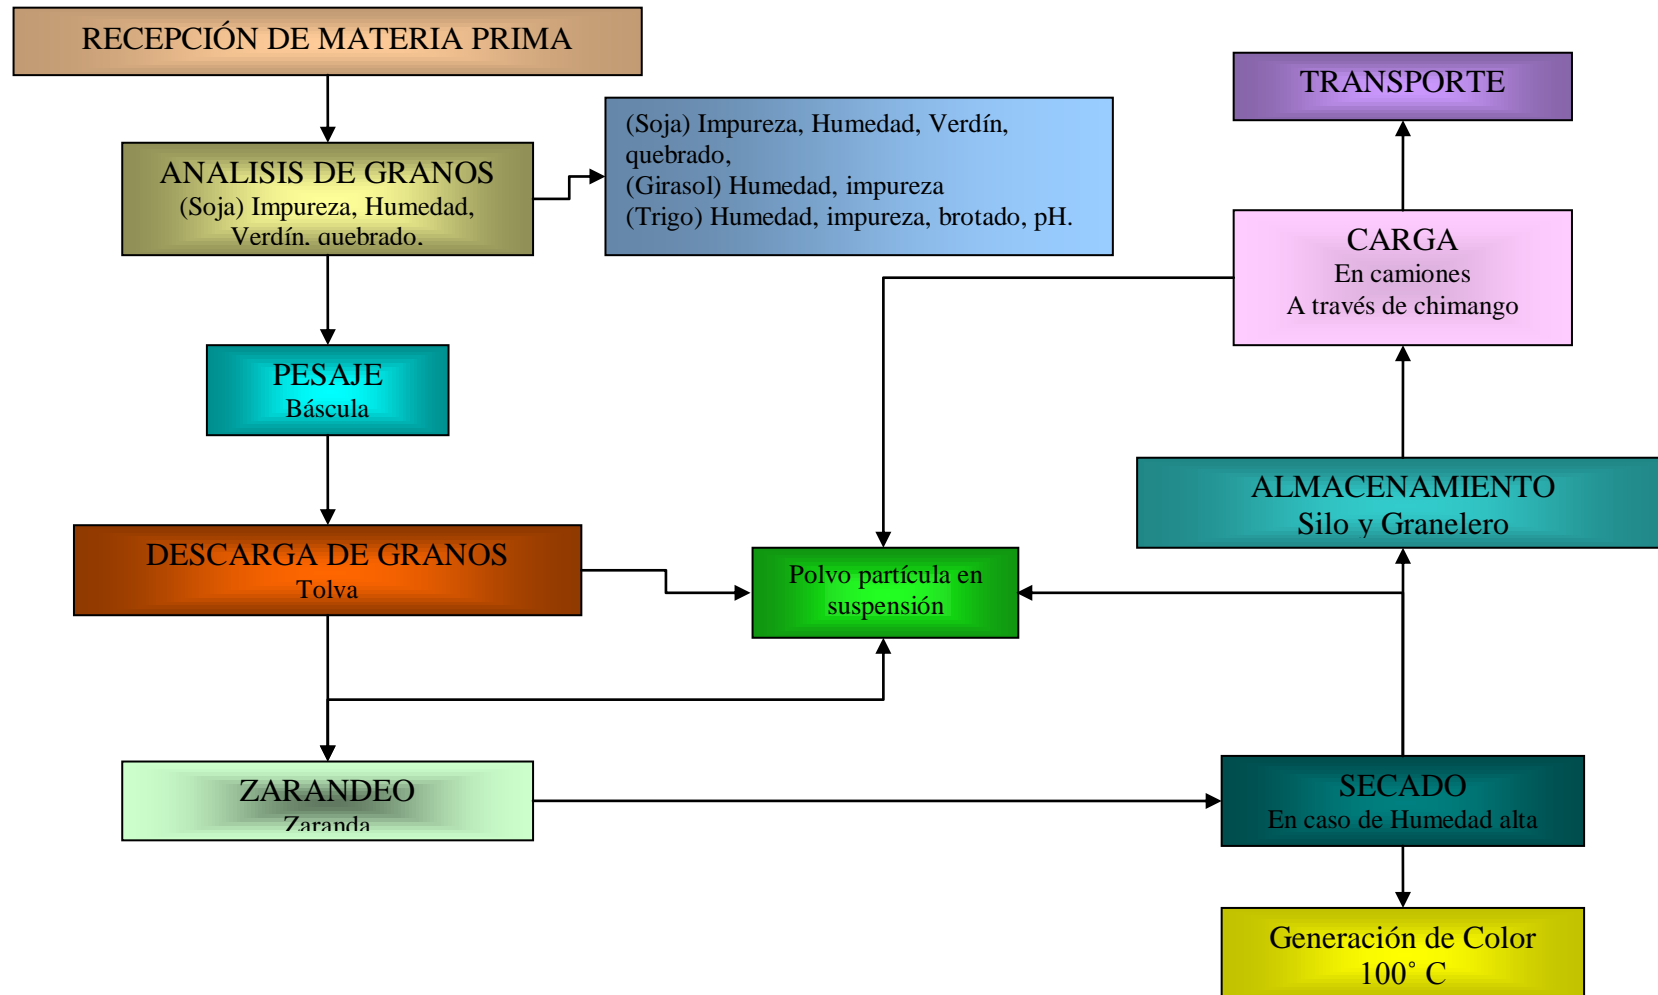 RECEPCIÓN DE MATERIA PRIMA
ANALISIS DE GRANOS
(Soja) Impureza, Humedad,
Verdín, quebrado,
(Soja) Impureza, Humedad, Verdín,
quebrado,
(Girasol) Humedad, impureza
(Trigo) Humedad, impureza, brotado, pH.
PESAJE
Báscula
DESCARGA DE GRANOS
Tolva
ZARANDEO
Zaranda
Polvo partícula en
suspensión
TRANSPORTE
CARGA
En camiones
A través de chimango
ALMACENAMIENTO
Silo y Granelero
SECADO
En caso de Humedad alta
Generación de Color
100° C